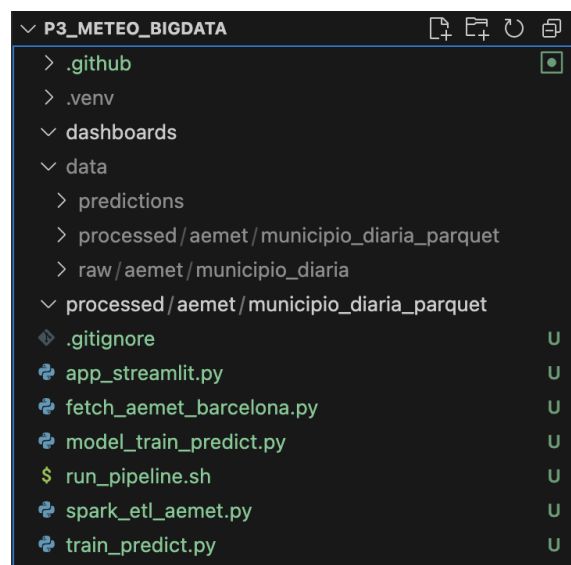 P3_METEO_BIGDATA
.github
.venv
dashboards
data
predictions
processed/aemet/municipio_diaria_parquet
raw/aemet/municipio_diaria
processed/aemet/municipio_diaria_parquet
.gitignore U
app_streamlit.py U
fetch_aemet_barcelona.py U
model_train_predict.py U
$ run_pipeline.sh U
spark_etl_aemet.py U
train_predict.py U